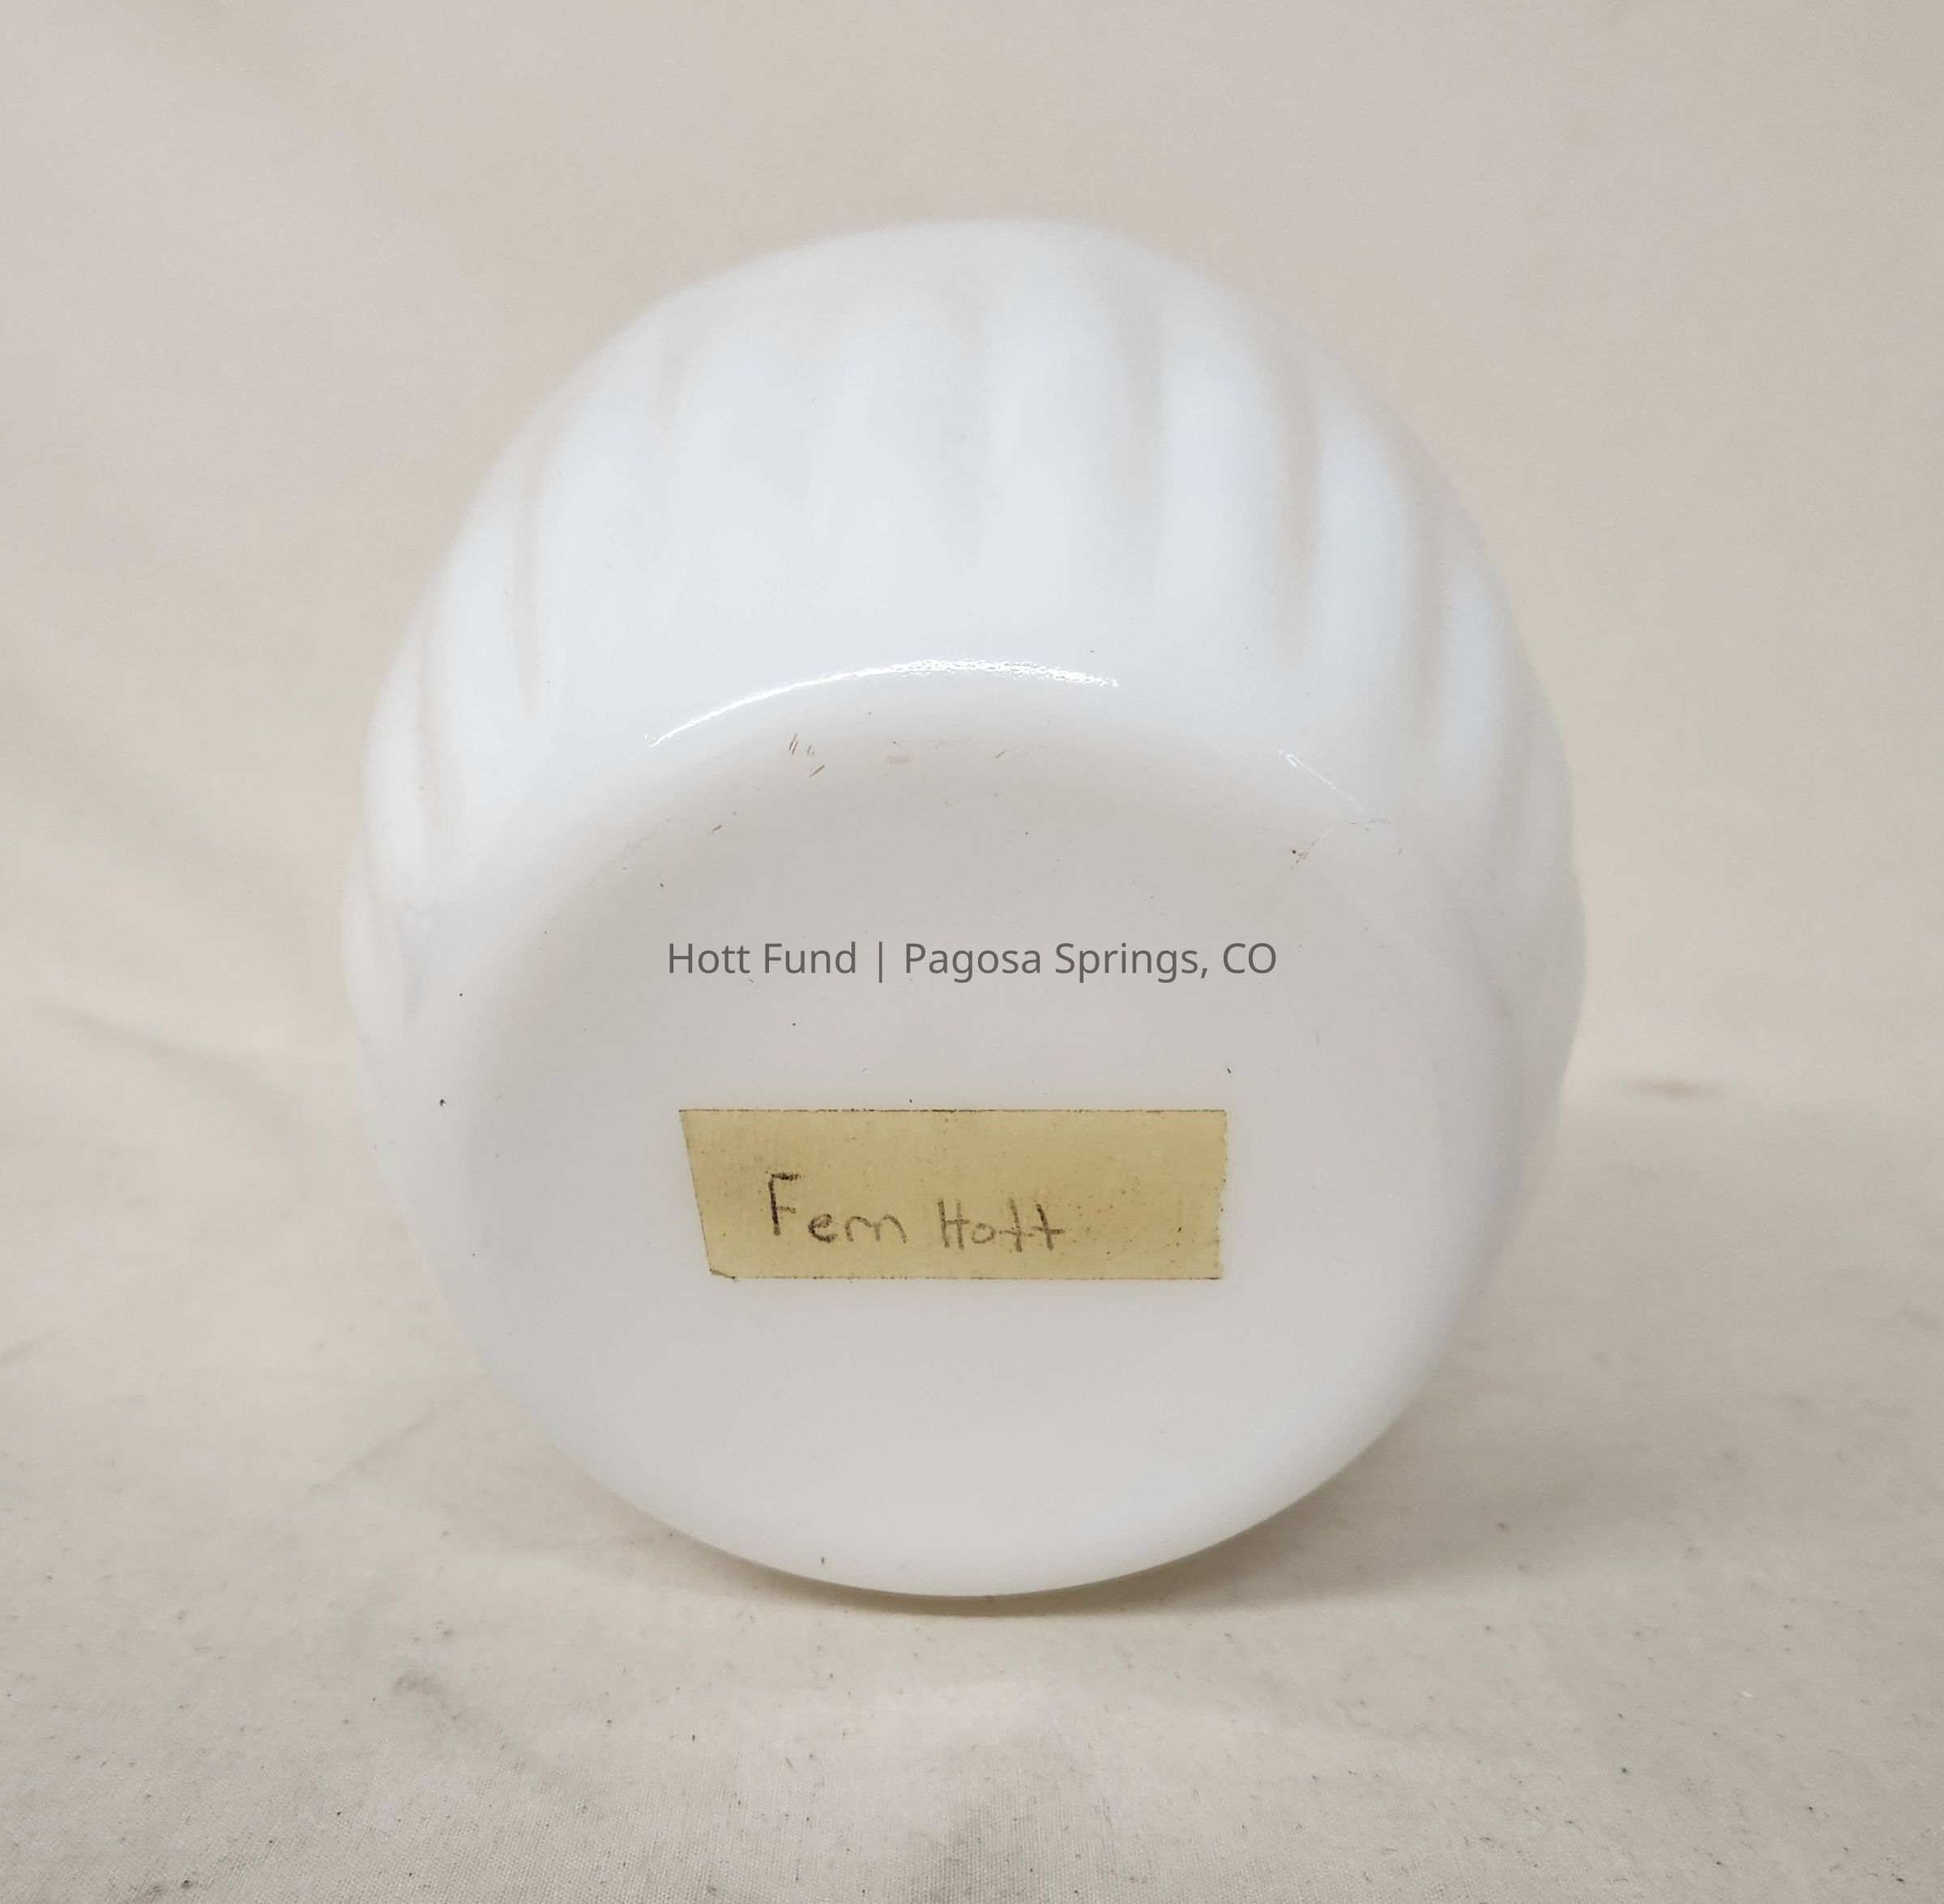 Hott Fund | Pagosa Springs, CO
Fern Hott